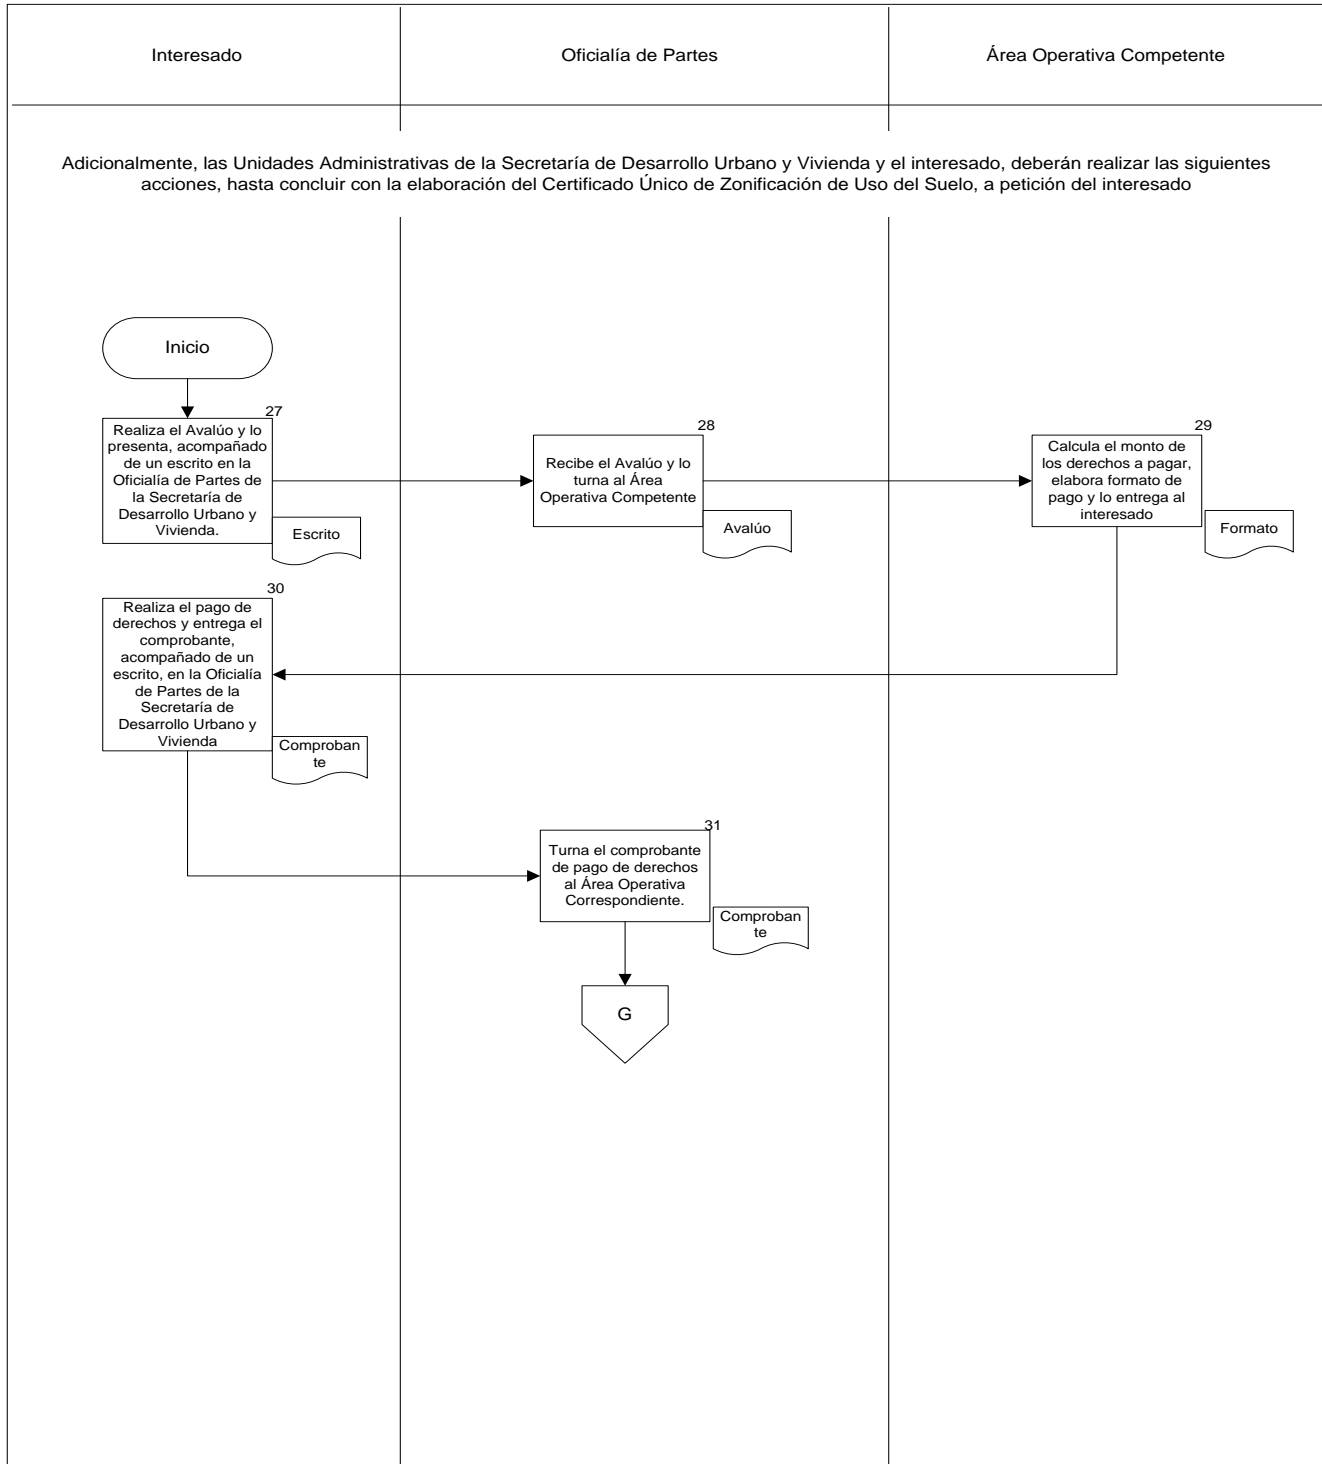 Interesado
Oficialía de Partes
Área Operativa Competente
Adicionalmente, las Unidades Administrativas de la Secretaría de Desarrollo Urbano y Vivienda y el interesado, deberán realizar las siguientes
acciones, hasta concluir con la elaboración del Certificado Único de Zonificación de Uso del Suelo, a petición del interesado
Inicio
27
Realiza el Avalúo y lo
presenta, acompañado
de un escrito en la
Oficialía de Partes de
la Secretaría de
Desarrollo Urbano y
Vivienda.
Escrito
28
Recibe el Avalúo y lo
turna al Área
Operativa Competente
Avalúo
29
Calcula el monto de
los derechos a pagar,
elabora formato de
pago y lo entrega al
interesado
Formato
30
Realiza el pago de
derechos y entrega el
comprobante,
acompañado de un
escrito, en la Oficialía
de Partes de la
Secretaría de
Desarrollo Urbano y
Vivienda
Comproban
te
31
Turna el comprobante
de pago de derechos
al Área Operativa
Correspondiente.
Comproban
te
G